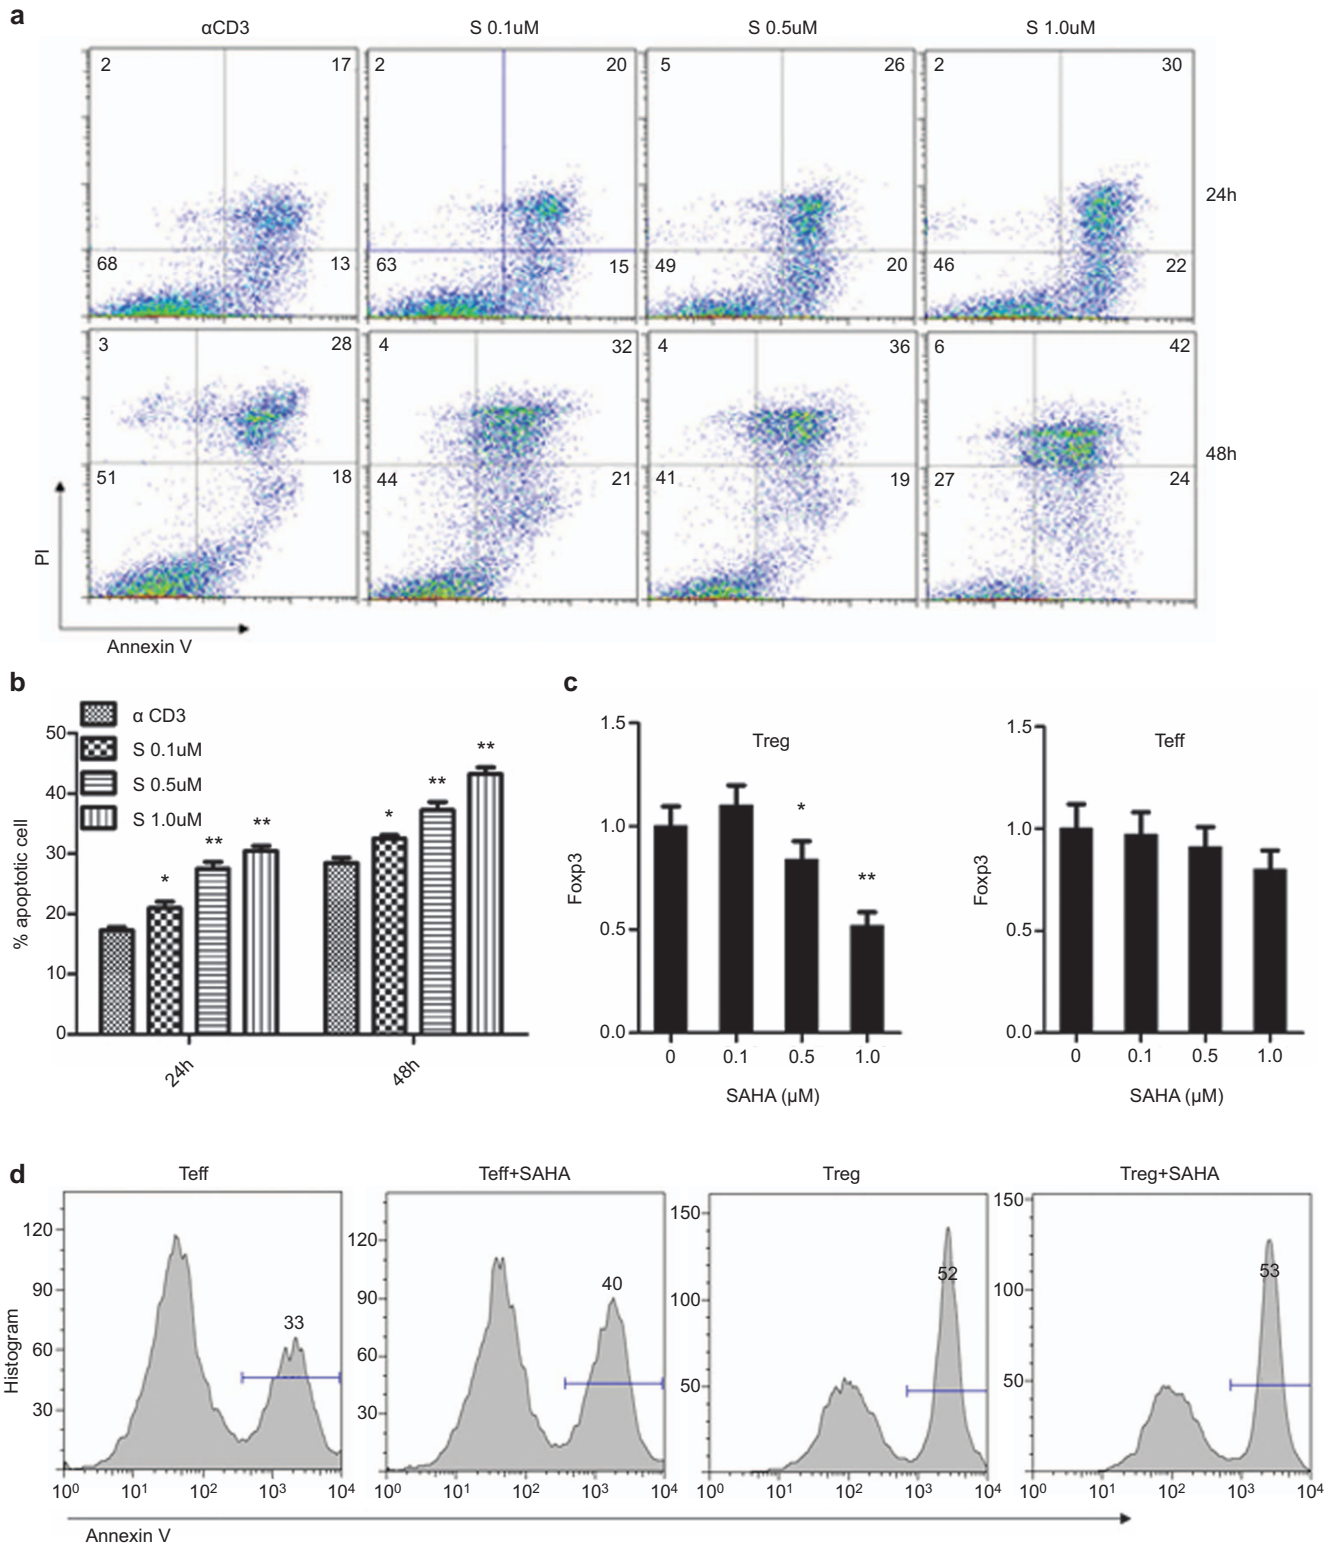 a
αCD3 S 0.1uM S 0.5uM S 1.0uM
2 17 2 20 5 26 2 30
24h
68 13 63 15 49 20 46 22
3 28 4 32 4 36 6 42
48h
51 18 44 21 41 19 27 24
PI
Annexin V
b
α CD3
S 0.1uM
S 0.5uM
S 1.0uM
50
40
30
20
10
0
% apoptotic cell
* ** ** * ** **
24h 48h
c
Treg
1.5
1.0
0.5
0.0
Foxp3
* **
0 0.1 0.5 1.0
SAHA (µM)
Teff
1.5
1.0
0.5
0.0
Foxp3
0 0.1 0.5 1.0
SAHA (µM)
d
Teff Teff+SAHA Treg Treg+SAHA
Histogram
120
90
60
30
33
10⁰ 10¹ 10² 10³ 10⁴
120
90
60
30
40
10⁰ 10¹ 10² 10³ 10⁴
150
100
50
52
10⁰ 10¹ 10² 10³ 10⁴
150
100
50
53
10⁰ 10¹ 10² 10³ 10⁴
Annexin V